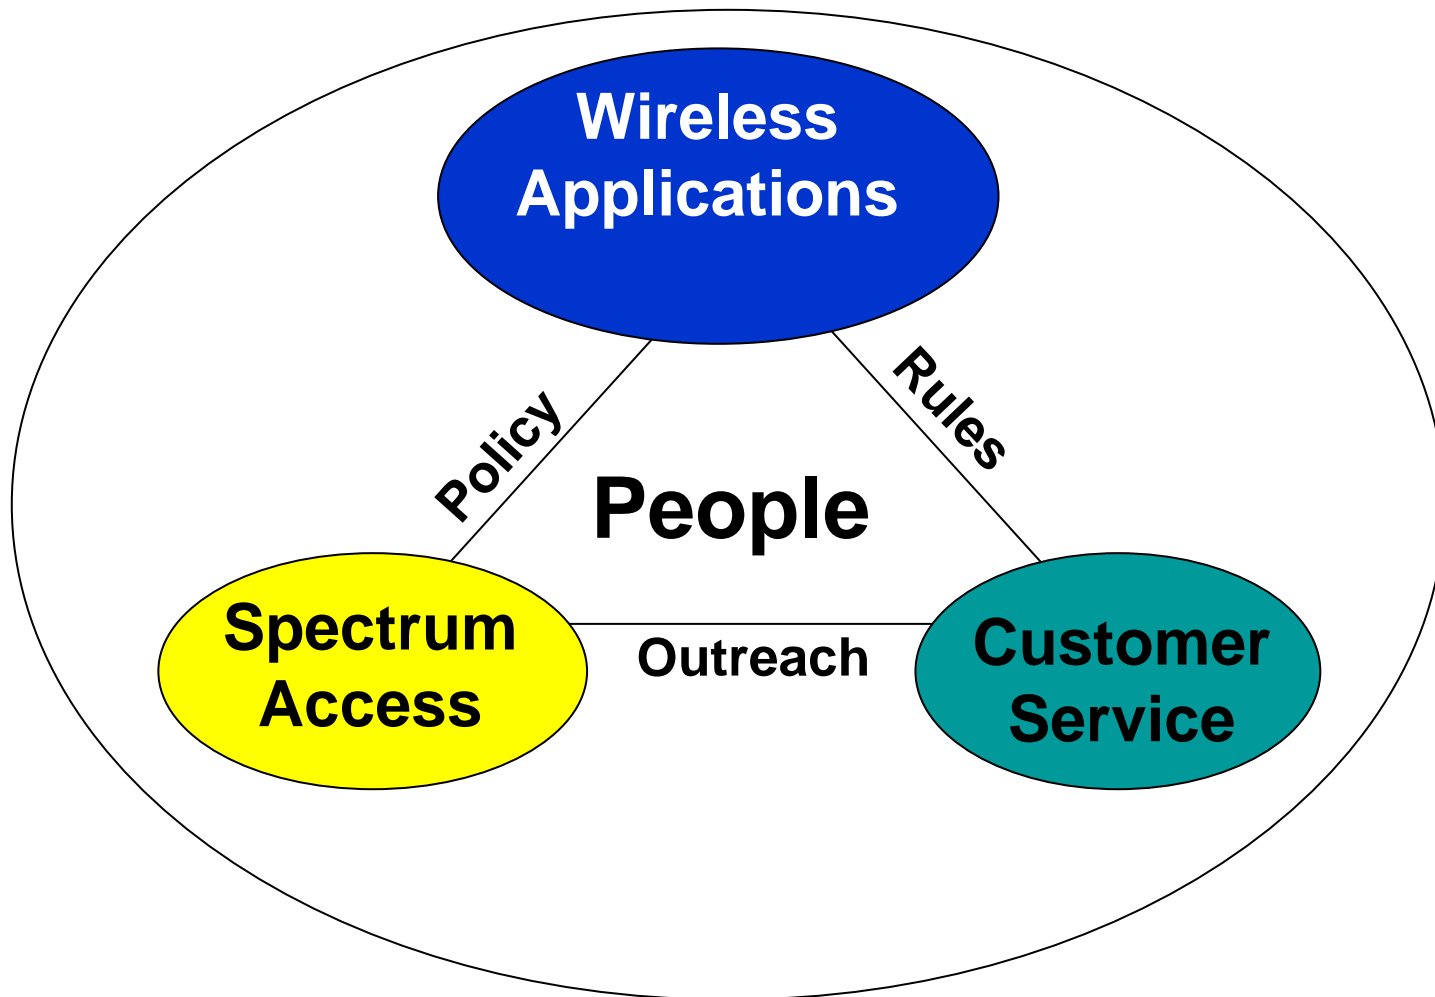 Wireless
Applications
Policy
Rules
People
Spectrum
Access
Outreach
Customer
Service